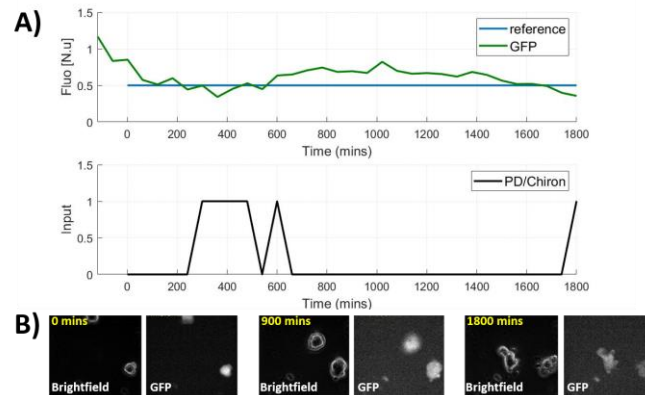 A)
1.5
1
0.5
0
Fluo [N.u]
reference
GFP
0 200 400 600 800 1000 1200 1400 1600 1800
Time (mins)
1.5
1
0.5
0
Input
PD/Chiron
0 200 400 600 800 1000 1200 1400 1600 1800
Time (mins)
B)
0 mins
900 mins
1800 mins
Brightfield GFP Brightfield GFP Brightfield GFP